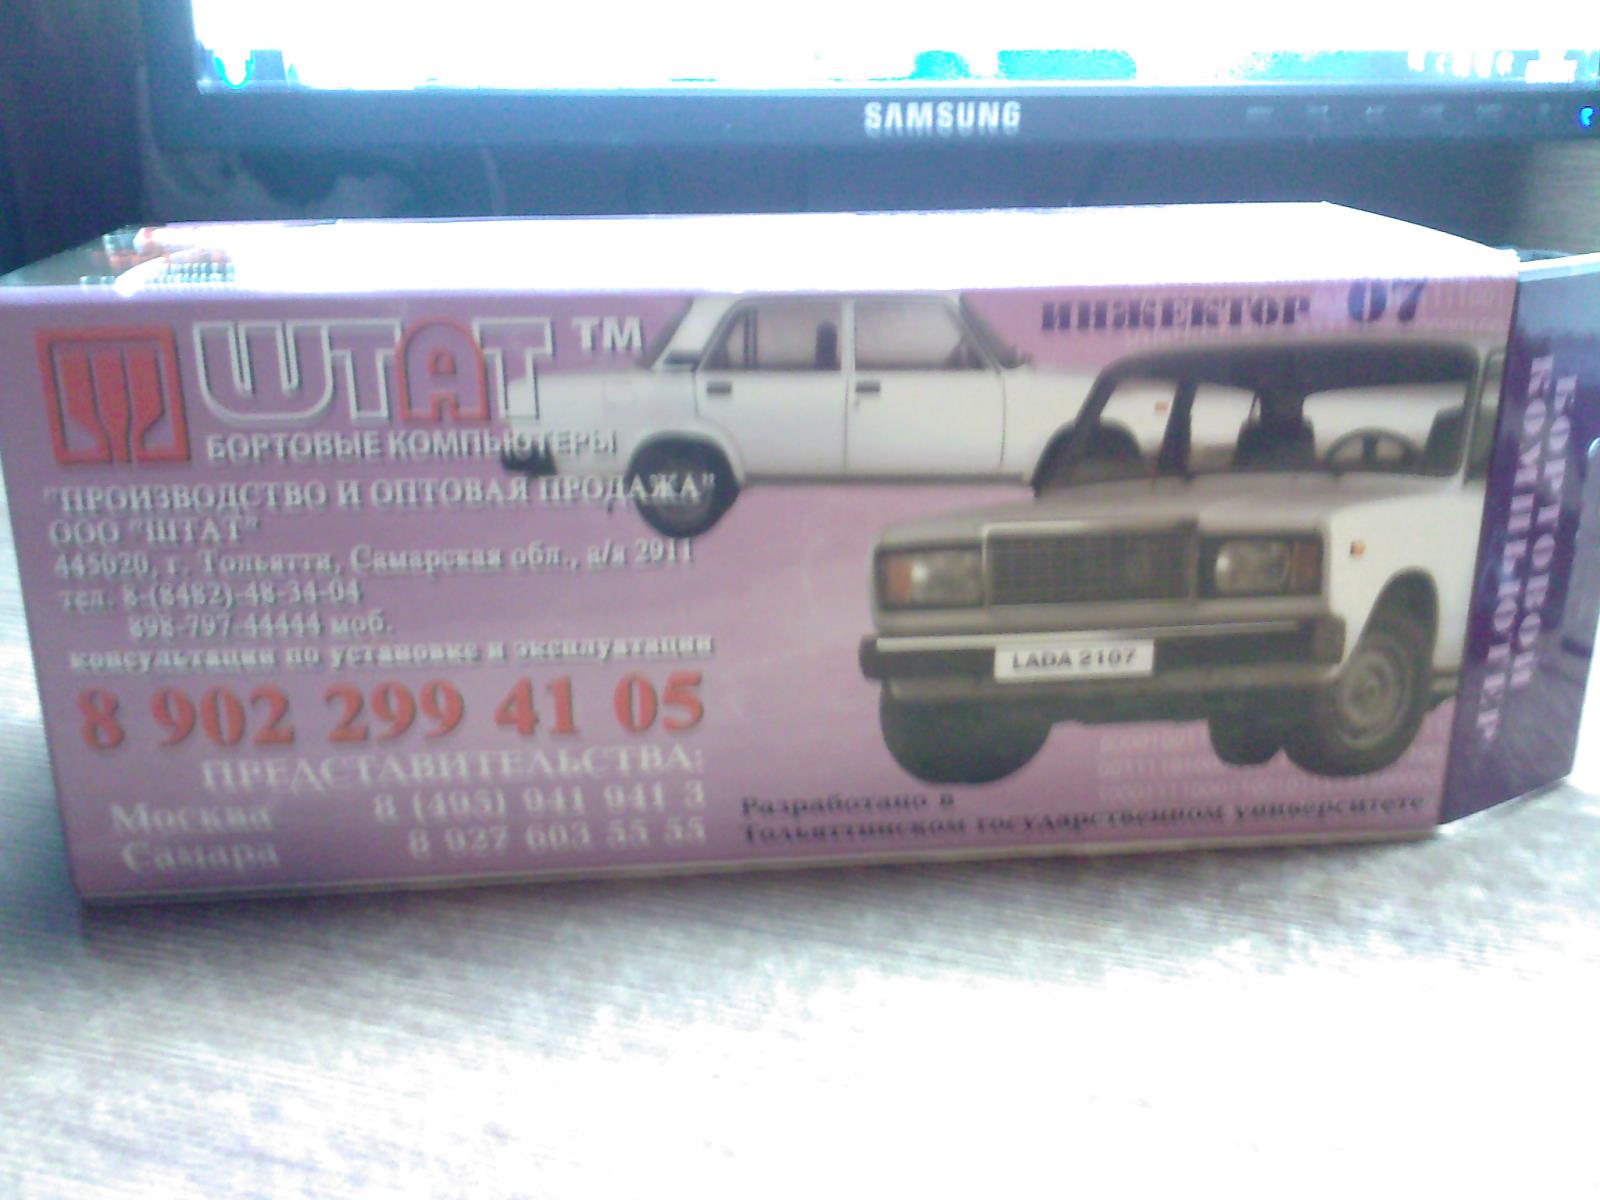 SAMSUNG
ШТАТ ТМ
БОРТОВЫЕ КОМПЬЮТЕРЫ
"ПРОИЗВОДСТВО И ОПТОВАЯ ПРОДАЖА"
ООО "ШТАТ"
445020, г. Тольятти, Самарская обл., а/я 2911
тел. 8-(8482)-48-34-04
898-797-44444 моб.
консультации по установке и эксплуатации
8 902 299 41 05
ПРЕДСТАВИТЕЛЬСТВА:
Москва 8 (495) 941 941 3
Самара 8 927 603 55 55
ИНЖЕКТОР 07
LADA 2107
Разработано в
Тольяттинском государственном университете
БОРТОВОЙ
КОМПЬЮТЕР